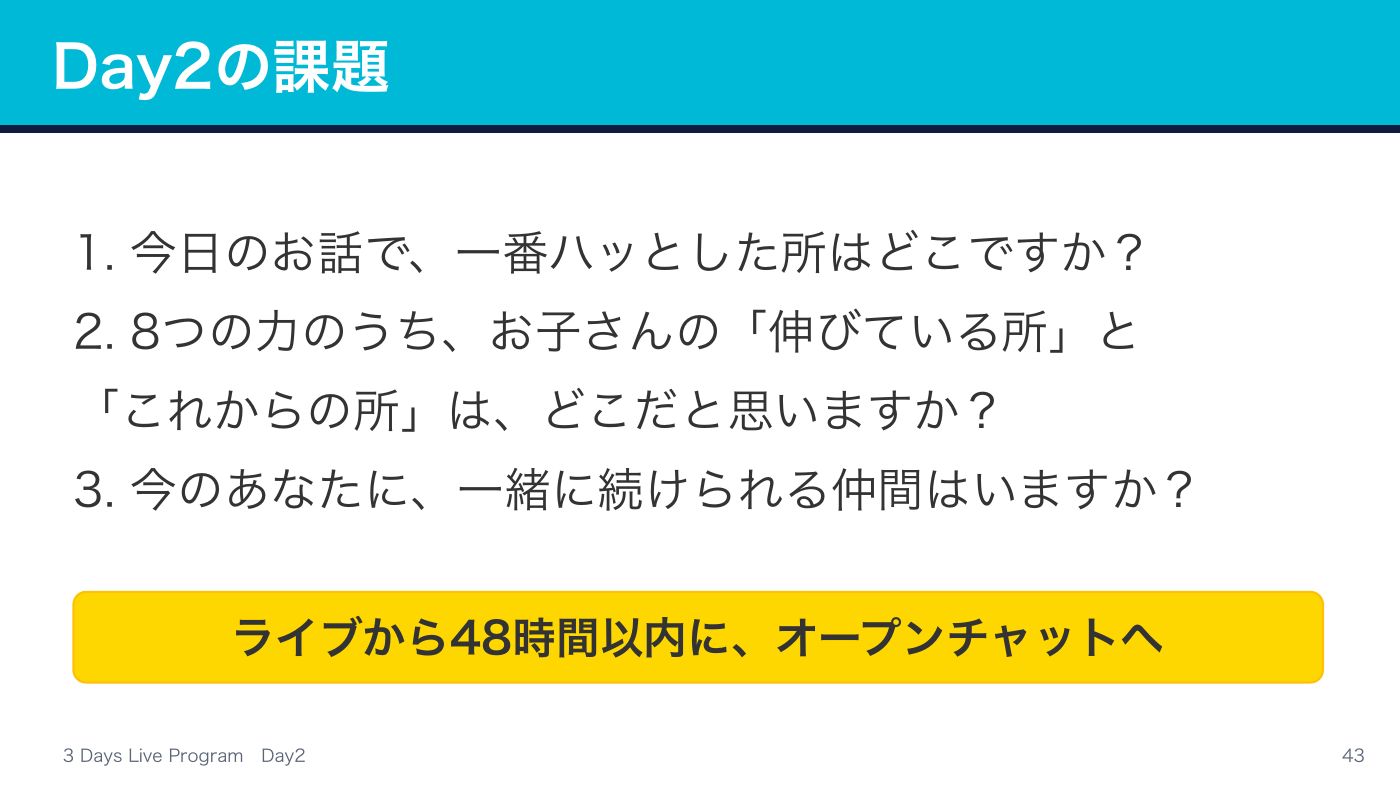 Day2の課題
1. 今日のお話で、一番ハッとした所はどこですか？
2. 8つの力のうち、お子さんの「伸びている所」と
「これからの所」は、どこだと思いますか？
3. 今のあなたに、一緒に続けられる仲間はいますか？
ライブから48時間以内に、オープンチャットへ
3 Days Live Program　Day2
43